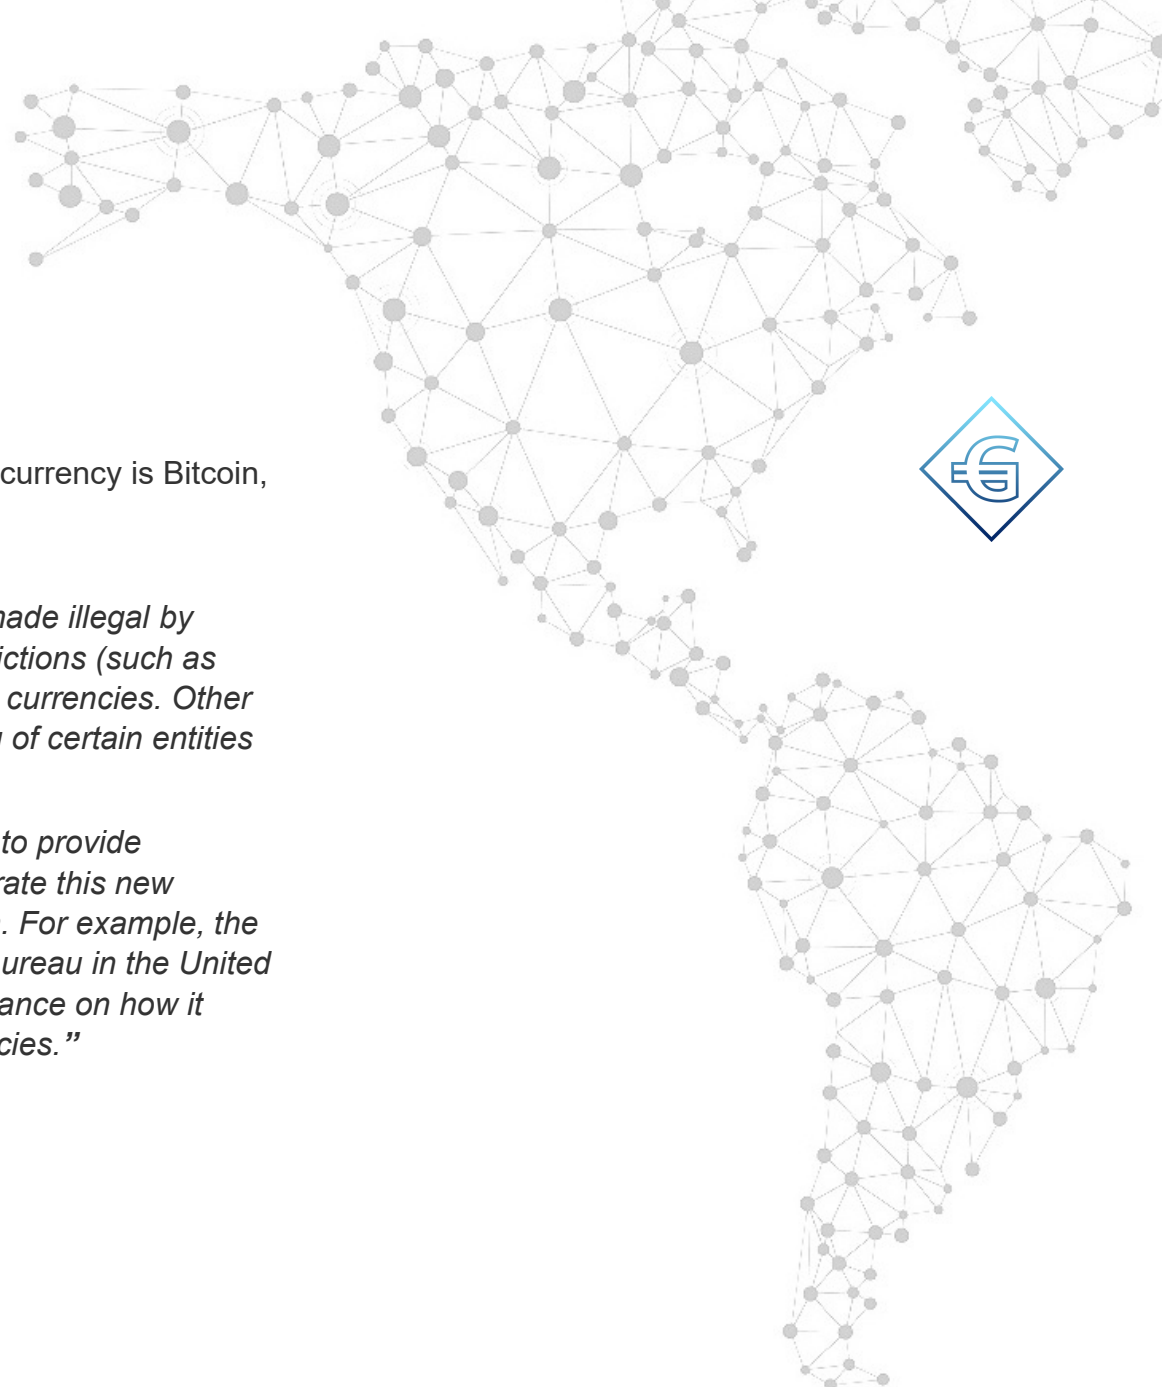 currency is Bitcoin,
made illegal by
ictions (such as
currencies. Other
of certain entities
to provide
rate this new
. For example, the
ureau in the United
ance on how it
cies.”